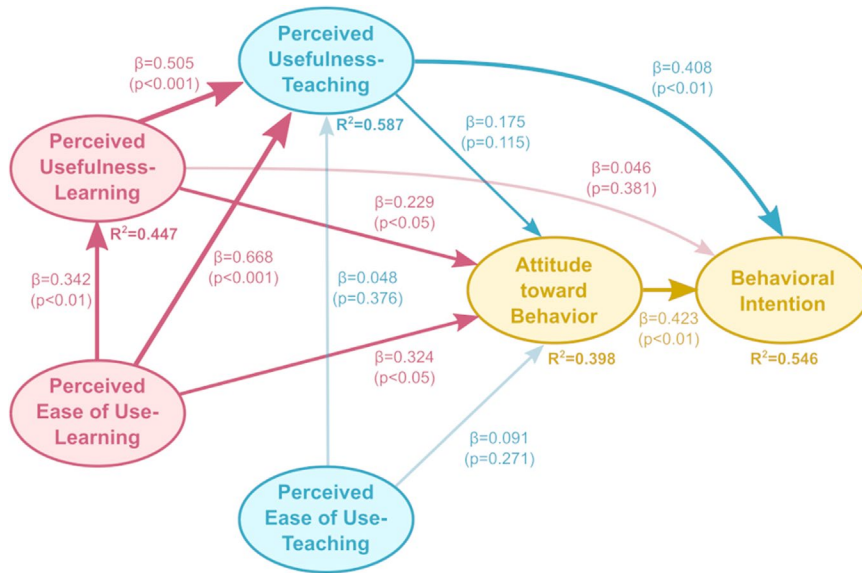 Perceived
Usefulness-
Teaching
R²=0.587
β=0.505
(p<0.001)
β=0.408
(p<0.01)
β=0.175
(p=0.115)
Perceived
Usefulness-
Learning
R²=0.447
β=0.046
(p=0.381)
β=0.229
(p<0.05)
β=0.342
(p<0.01)
β=0.668
(p<0.001)
β=0.048
(p=0.376)
Attitude
toward
Behavior
R²=0.398
Behavioral
Intention
R²=0.546
β=0.423
(p<0.01)
β=0.324
(p<0.05)
Perceived
Ease of Use-
Learning
β=0.091
(p=0.271)
Perceived
Ease of Use-
Teaching